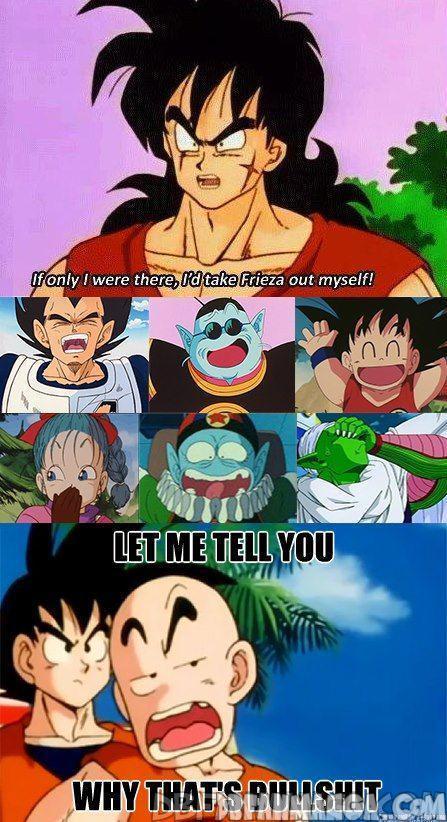 If only I were there, I'd take Frieza out myself!
LET ME TELL YOU
WHY THAT'S BULLSHIT